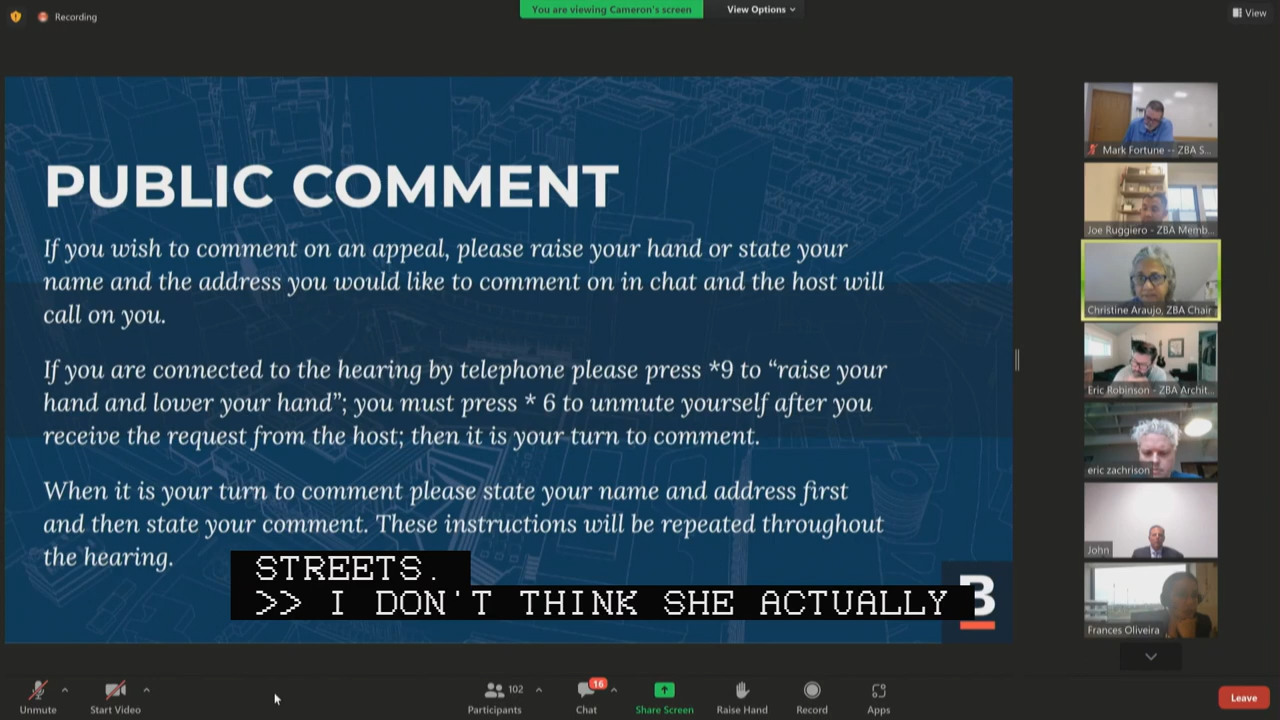 Recording
You are viewing Cameron's screen
View Options
View
PUBLIC COMMENT
If you wish to comment on an appeal, please raise your hand or state your
name and the address you would like to comment on in chat and the host will
call on you.
If you are connected to the hearing by telephone please press *9 to “raise your
hand and lower your hand”; you must press * 6 to unmute yourself after you
receive the request from the host; then it is your turn to comment.
When it is your turn to comment please state your name and address first
and then state your comment. These instructions will be repeated throughout
the hearing.
STREETS.
>> I DON'T THINK SHE ACTUALLY
B
Mark Fortune -- ZBA S...
Joe Ruggiero - ZBA Memb...
Christine Araujo, ZBA Chair
Eric Robinson - ZBA Archit...
eric zachrison
John
Frances Oliveira
Unmute
Start Video
102
Participants
16
Chat
Share Screen
Raise Hand
Record
Apps
Leave